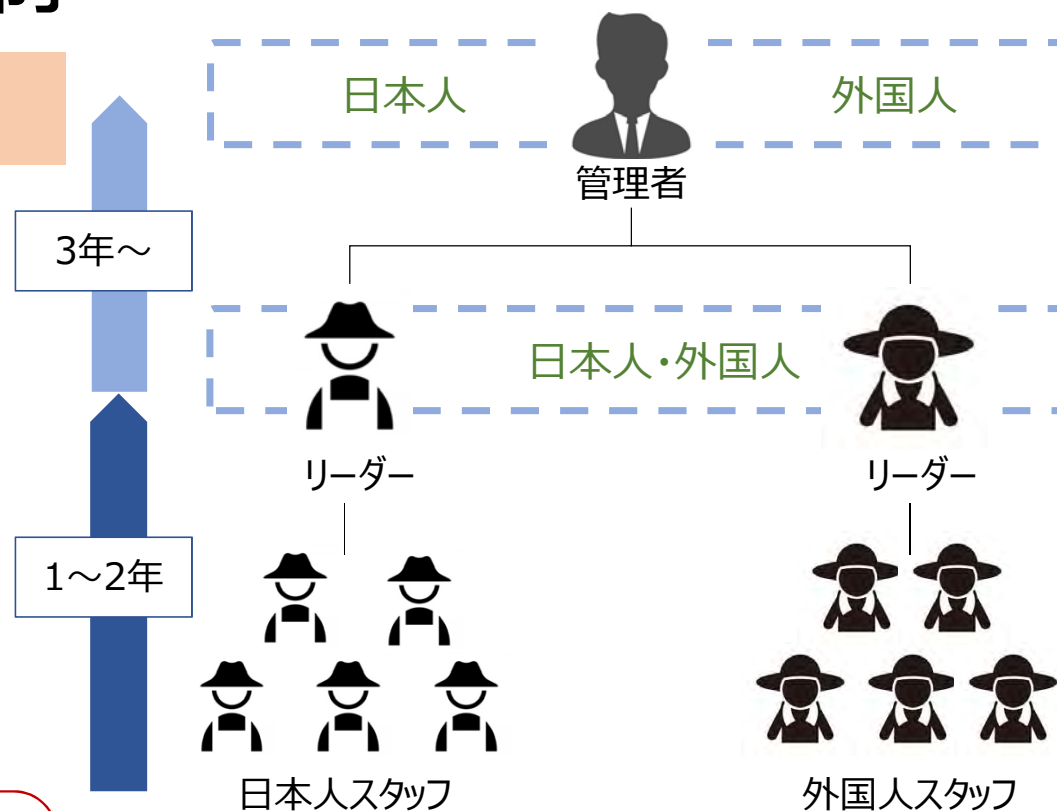 日本人
外国人
管理者
3年～
日本人・外国人
リーダー
リーダー
1～2年
日本人スタッフ
外国人スタッフ